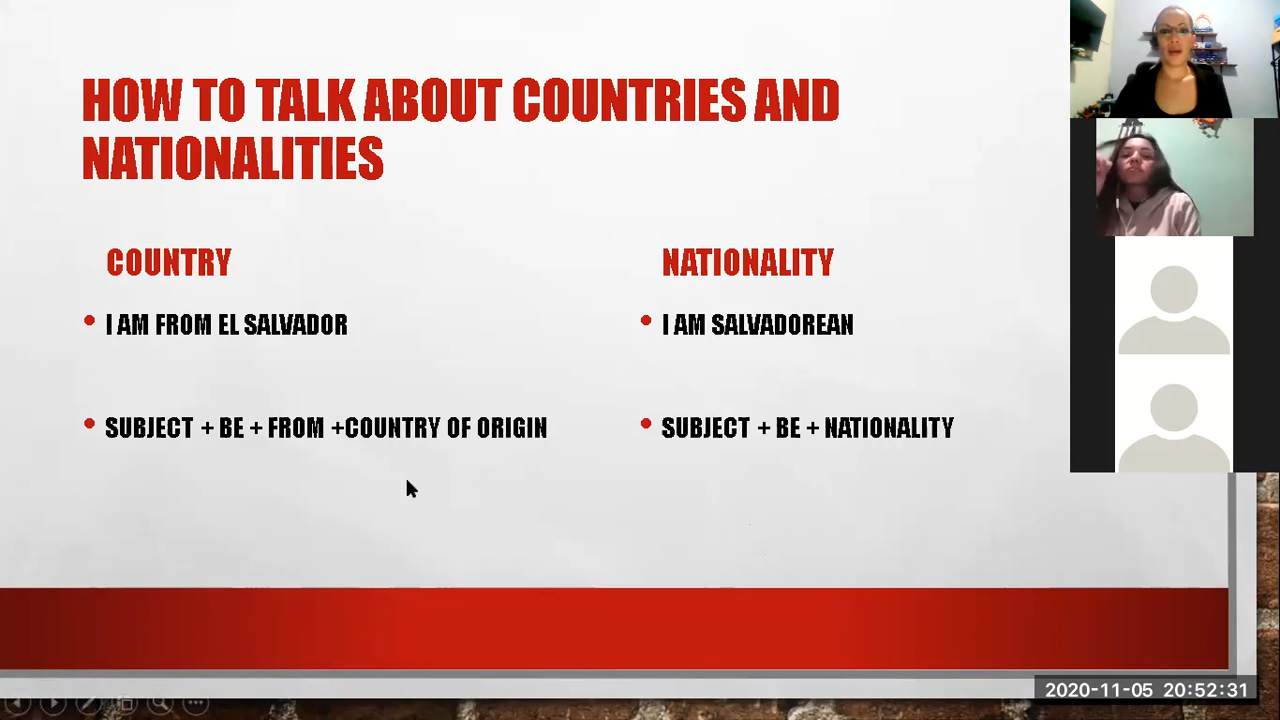 HOW TO TALK ABOUT COUNTRIES AND
NATIONALITIES
COUNTRY
• I AM FROM EL SALVADOR
• SUBJECT + BE + FROM +COUNTRY OF ORIGIN
NATIONALITY
• I AM SALVADOREAN
• SUBJECT + BE + NATIONALITY
2020-11-05 20:52:31